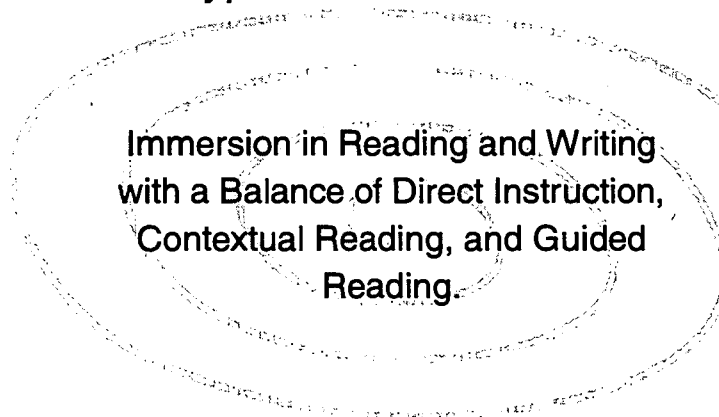 Immersion in Reading and Writing
with a Balance of Direct Instruction,
Contextual Reading, and Guided
Reading.